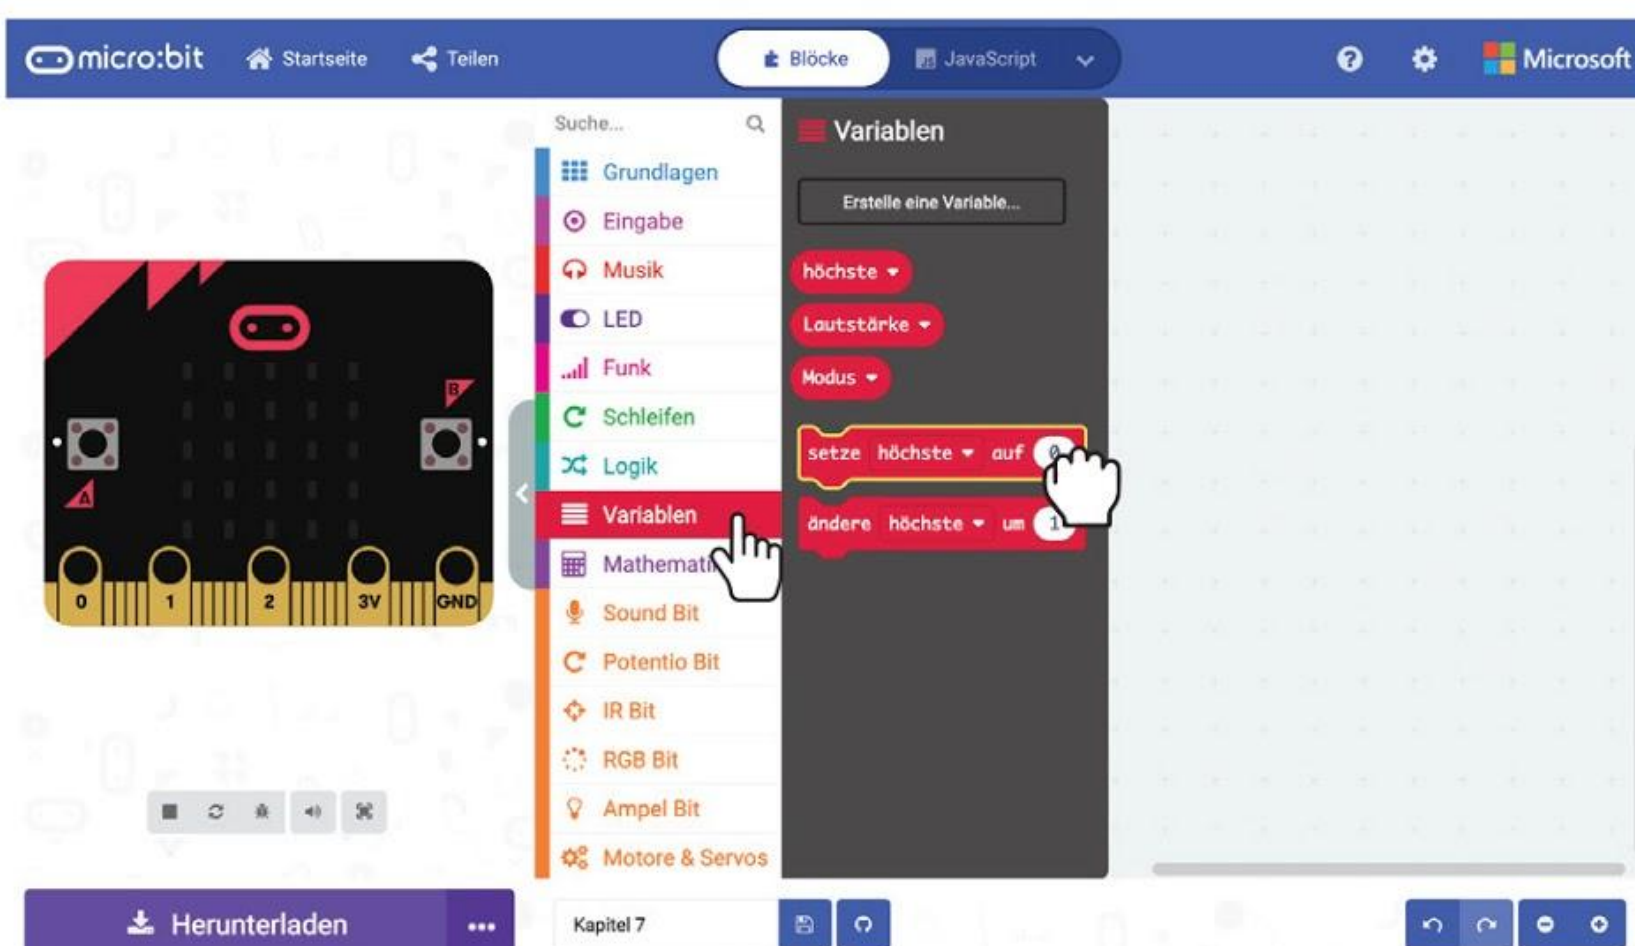 micro:bit Startseite Teilen Blöcke JavaScript Microsoft
Suche...
Grundlagen
Eingabe
Musik
LED
Funk
Schleifen
Logik
Variablen
Sound Bit
Potentio Bit
IR Bit
RGB Bit
Ampel Bit
Motore & Servos
Variablen
Erstelle eine Variable...
höchste
Lautstärke
Modus
setze höchste auf 0
ändere höchste um 1
B
A
0 1 2 3V GND
Herunterladen
Kapitel 7